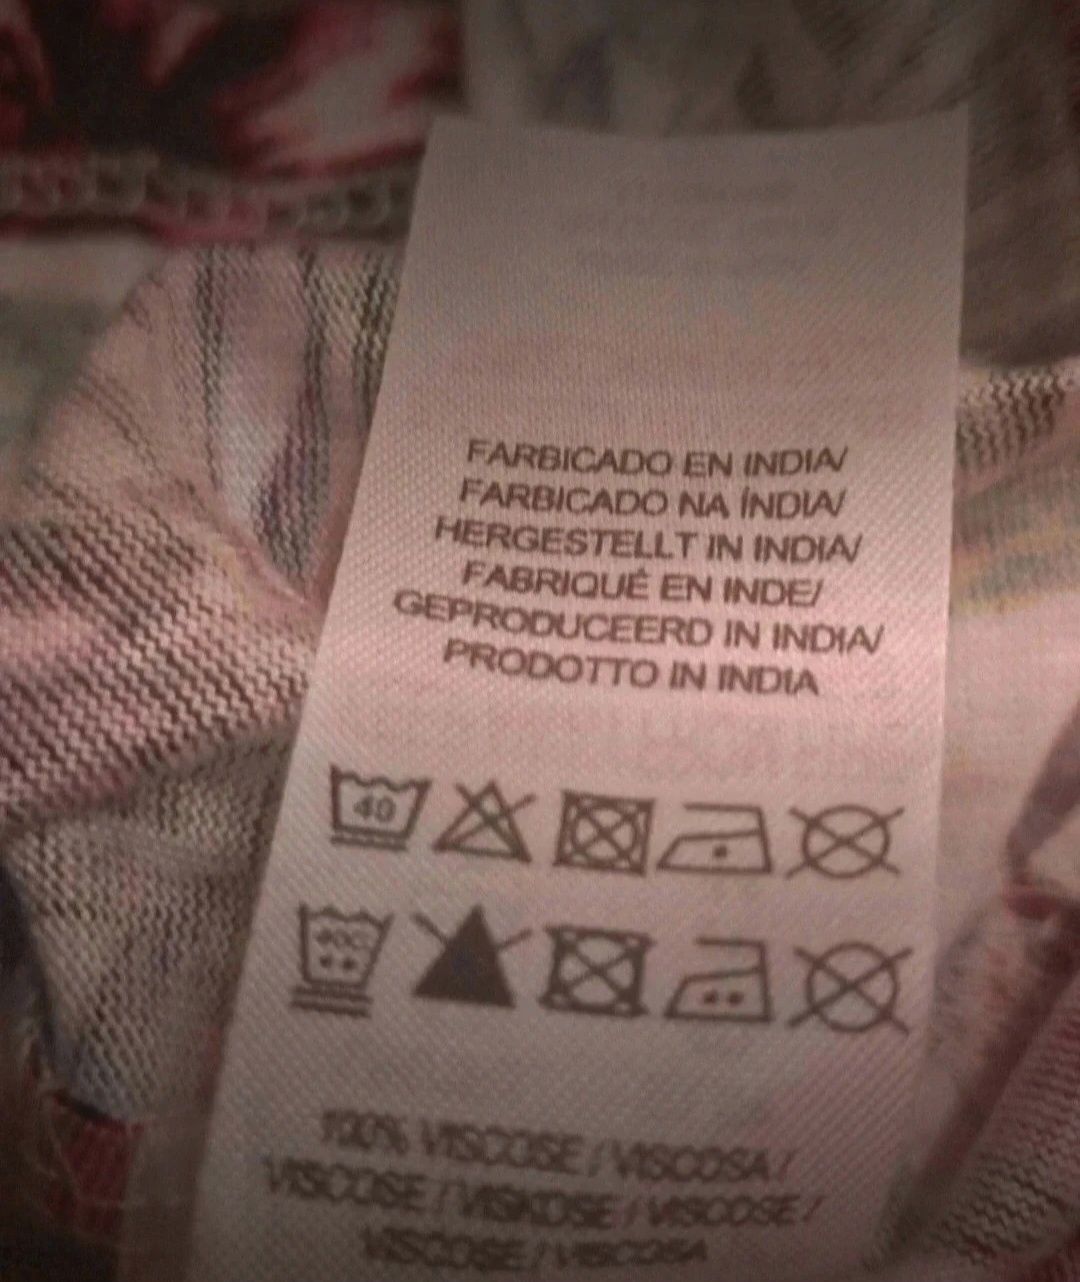 FARBICADO EN INDIA/
FARBICADO NA ÍNDIA/
HERGESTELLT IN INDIA/
FABRIQUÉ EN INDE/
GEPRODUCEERD IN INDIA/
PRODOTTO IN INDIA
40
100% VISCOSE / VISCOSA /
VISCOSE / VISKOSE / VISCOSE /
VISCOSE / VISCOSA